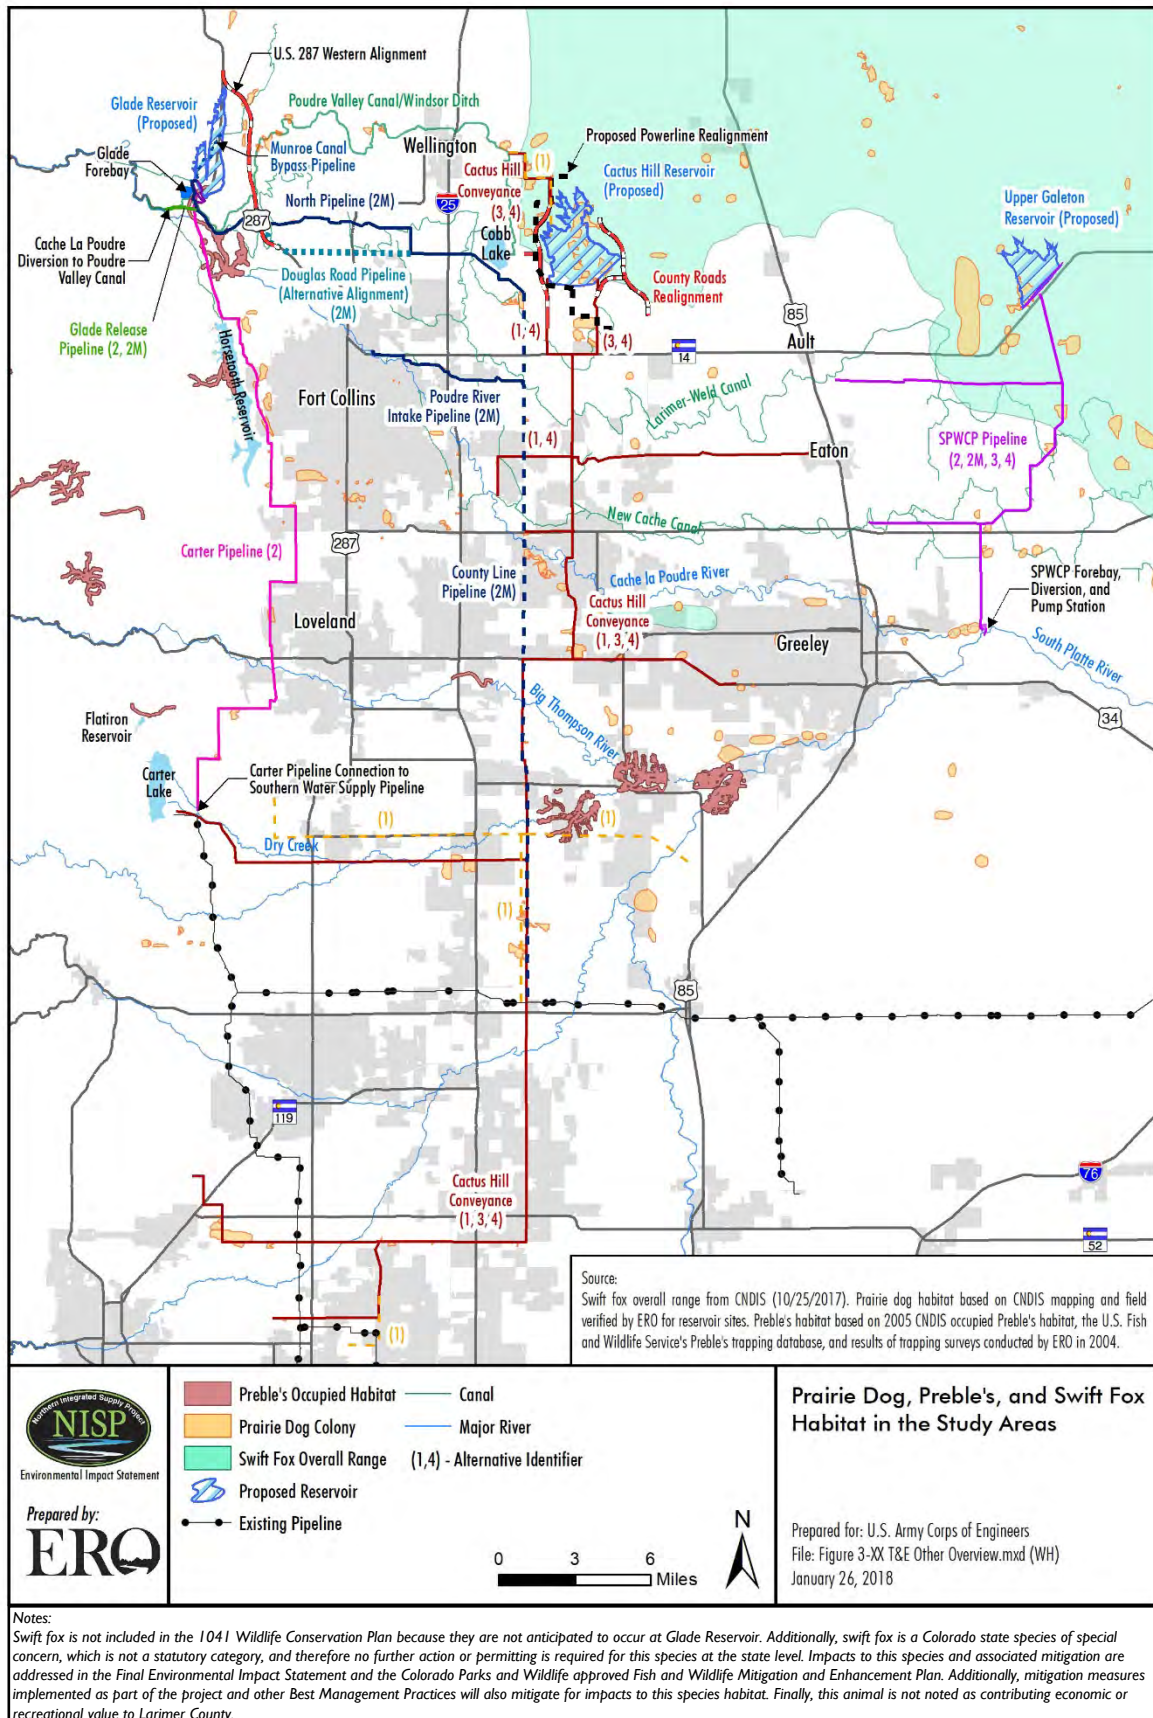 U.S. 287 Western Alignment
Glade Reservoir
(Proposed)
Poudre Valley Canal/Windsor Ditch
Glade
Forebay
Munroe Canal
Bypass Pipeline
Wellington
Proposed Powerline Realignment
(1)
Cactus Hill
Conveyance
(3, 4)
Cactus Hill Reservoir
(Proposed)
North Pipeline (2M)
25
287
Cobb
Lake
Upper Galeton
Reservoir (Proposed)
Cache La Poudre
Diversion to Poudre
Valley Canal
Douglas Road Pipeline
(Alternative Alignment)
(2M)
County Roads
Realignment
Glade Release
Pipeline (2, 2M)
(1, 4)
(3, 4)
85
Ault
14
Horsetooth Reservoir
Fort Collins
Poudre River
Intake Pipeline (2M)
Larimer-Weld Canal
(1, 4)
Eaton
SPWCP Pipeline
(2, 2M, 3, 4)
New Cache Canal
Carter Pipeline (2)
287
County Line
Pipeline (2M)
Cache la Poudre River
SPWCP Forebay,
Diversion, and
Pump Station
Loveland
Cactus Hill
Conveyance
(1, 3, 4)
Greeley
South Platte River
Big Thompson River
34
Flatiron
Reservoir
Carter
Lake
Carter Pipeline Connection to
Southern Water Supply Pipeline
(1)
(1)
Dry Creek
(1)
85
119
76
Cactus Hill
Conveyance
(1, 3, 4)
52
(1)
Source:
Swift fox overall range from CNDIS (10/25/2017). Prairie dog habitat based on CNDIS mapping and field
verified by ERO for reservoir sites. Preble's habitat based on 2005 CNDIS occupied Preble's habitat, the U.S. Fish
and Wildlife Service's Preble's trapping database, and results of trapping surveys conducted by ERO in 2004.
Northern Integrated Supply Project
NISP
Environmental Impact Statement
Prepared by:
ERO
Preble's Occupied Habitat
Prairie Dog Colony
Swift Fox Overall Range
Proposed Reservoir
Existing Pipeline
Canal
Major River
(1,4) - Alternative Identifier
0 3 6
Miles
N
Prairie Dog, Preble's, and Swift Fox
Habitat in the Study Areas
Prepared for: U.S. Army Corps of Engineers
File: Figure 3-XX T&E Other Overview.mxd (WH)
January 26, 2018
Notes:
Swift fox is not included in the 1041 Wildlife Conservation Plan because they are not anticipated to occur at Glade Reservoir. Additionally, swift fox is a Colorado state species of special
concern, which is not a statutory category, and therefore no further action or permitting is required for this species at the state level. Impacts to this species and associated mitigation are
addressed in the Final Environmental Impact Statement and the Colorado Parks and Wildlife approved Fish and Wildlife Mitigation and Enhancement Plan. Additionally, mitigation measures
implemented as part of the project and other Best Management Practices will also mitigate for impacts to this species habitat. Finally, this animal is not noted as contributing economic or
recreational value to Larimer County.